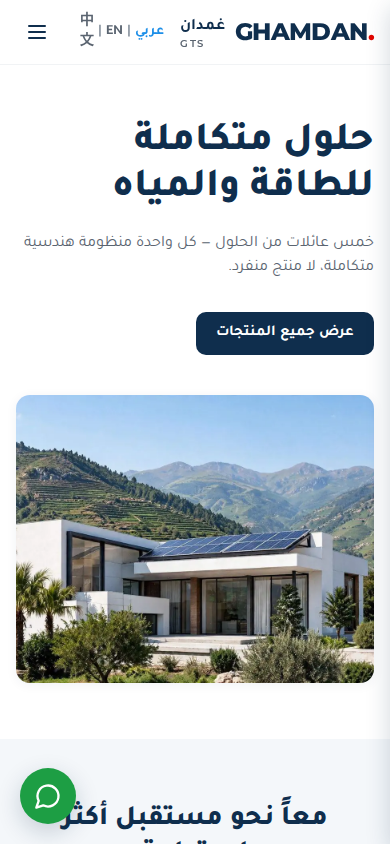 GHAMDAN.
غمدان
GTS
عربي | EN | 中文
حلول متكاملة
للطاقة والمياه
خمس عائلات من الحلول — كل واحدة منظومة هندسية
متكاملة، لا منتج منفرد.
عرض جميع المنتجات
معاً نحو مستقبل أكثر